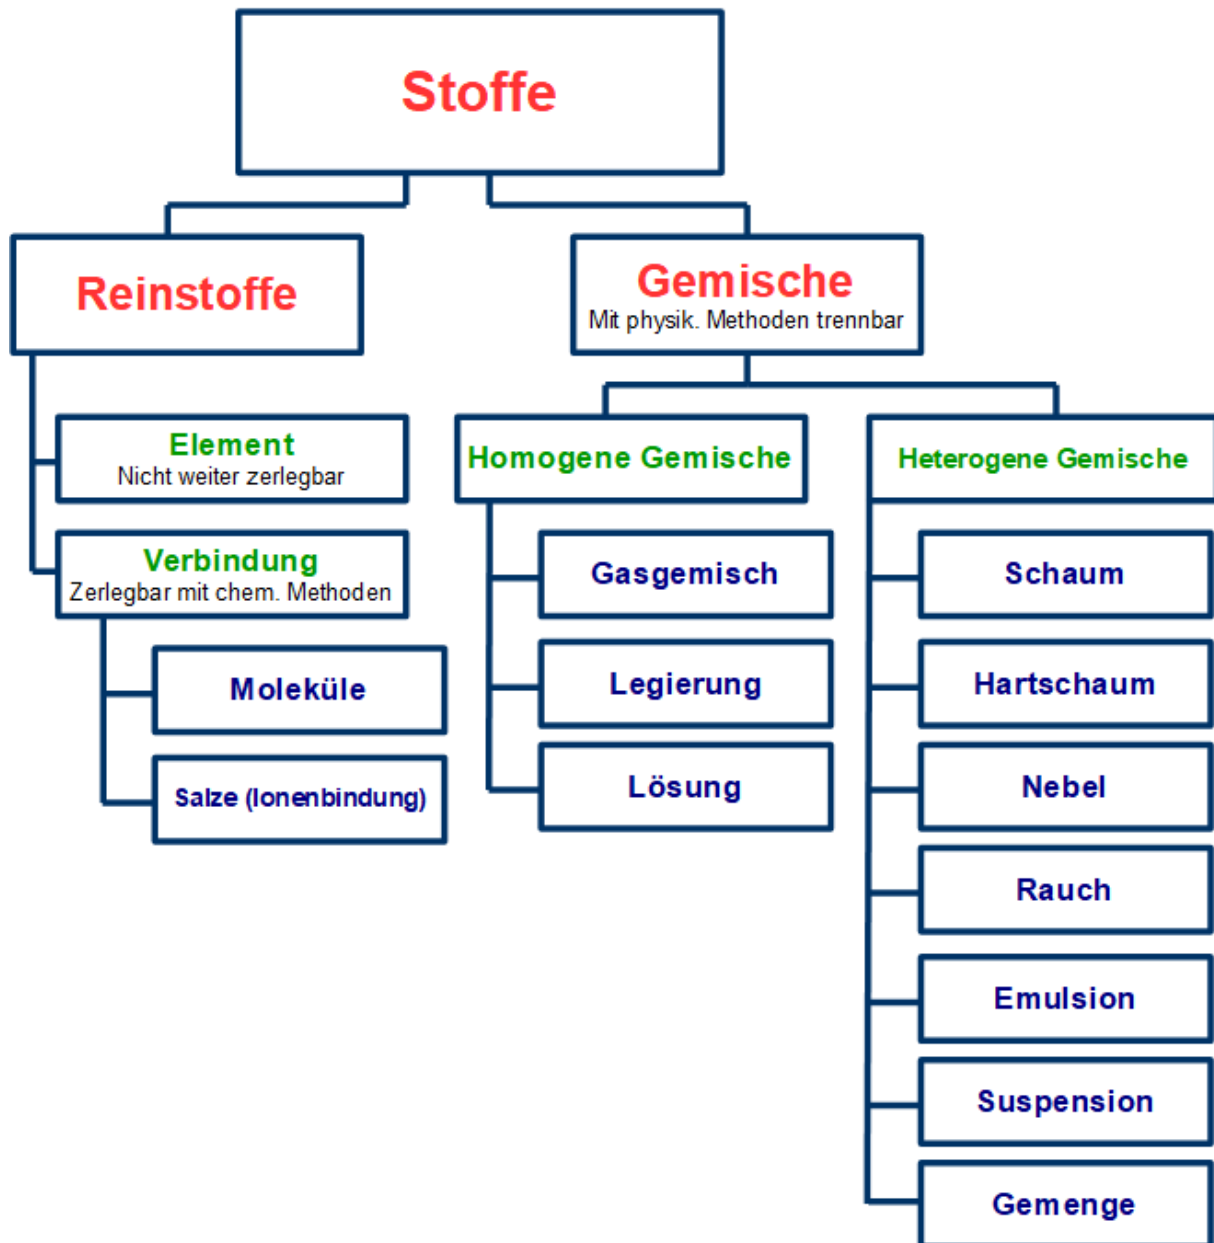 Stoffe
Reinstoffe
Gemische
Mit physik. Methoden trennbar
Element
Nicht weiter zerlegbar
Verbindung
Zerlegbar mit chem. Methoden
Moleküle
Salze (Ionenbindung)
Homogene Gemische
Gasgemisch
Legierung
Lösung
Heterogene Gemische
Schaum
Hartschaum
Nebel
Rauch
Emulsion
Suspension
Gemenge